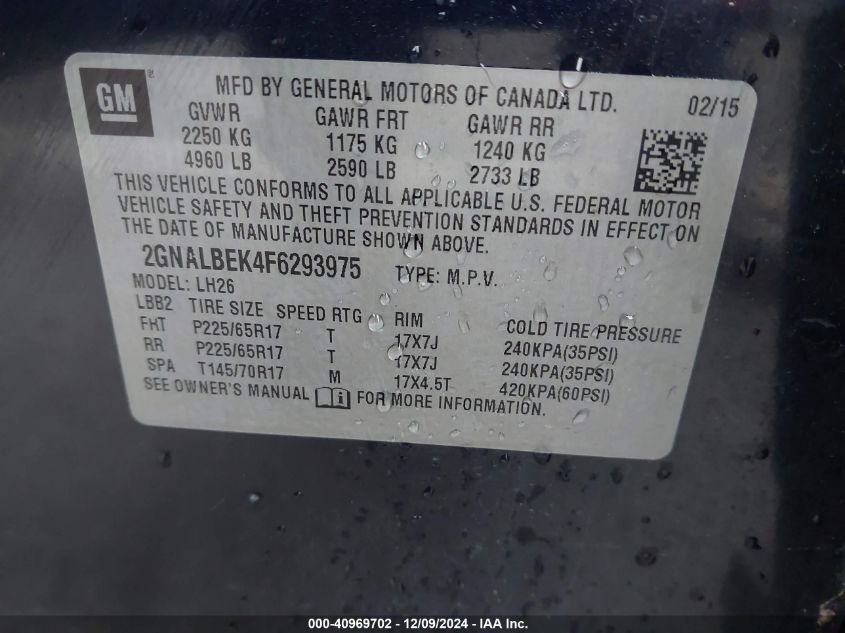 GM
MFD BY GENERAL MOTORS OF CANADA LTD. 02/15
GVWR GAWR FRT GAWR RR
2250 KG 1175 KG 1240 KG
4960 LB 2590 LB 2733 LB
THIS VEHICLE CONFORMS TO ALL APPLICABLE U.S. FEDERAL MOTOR
VEHICLE SAFETY AND THEFT PREVENTION STANDARDS IN EFFECT ON
THE DATE OF MANUFACTURE SHOWN ABOVE.
2GNALBEK4F6293975 TYPE: M.P.V.
MODEL: LH26
LBB2 TIRE SIZE SPEED RTG RIM COLD TIRE PRESSURE
FHT P225/65R17 T 17X7J 240KPA(35PSI)
RR P225/65R17 T 17X7J 240KPA(35PSI)
SPA T145/70R17 M 17X4.5T 420KPA(60PSI)
SEE OWNER'S MANUAL i FOR MORE INFORMATION.
000-40969702 - 12/09/2024 - IAA Inc.